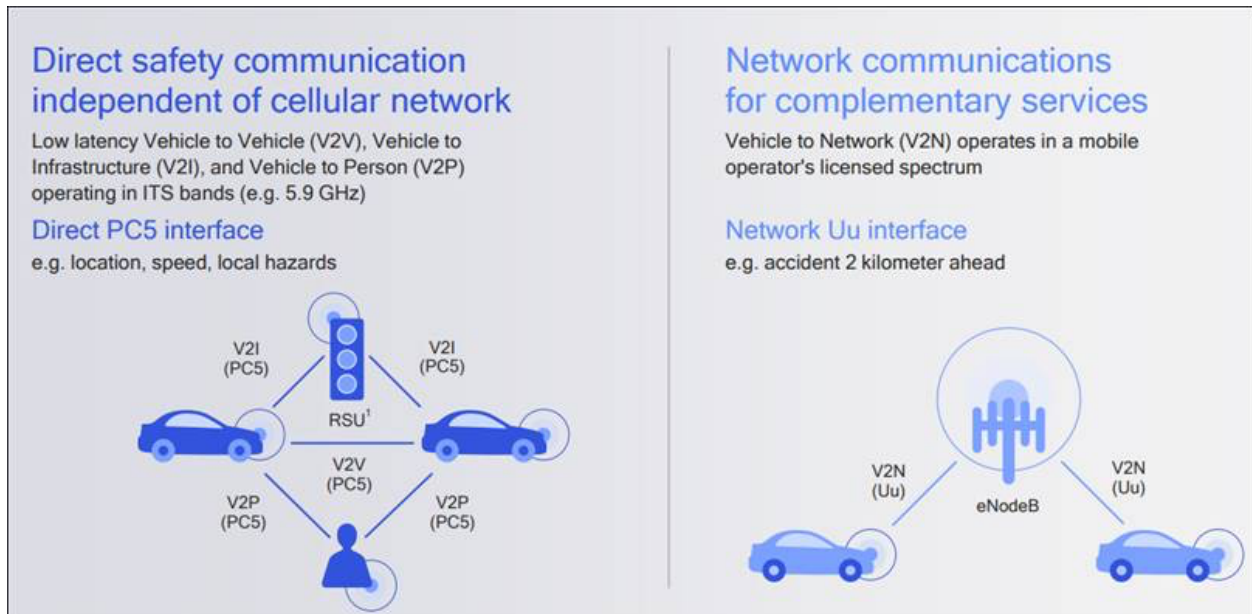 Direct safety communication
independent of cellular network
Low latency Vehicle to Vehicle (V2V), Vehicle to
Infrastructure (V2I), and Vehicle to Person (V2P)
operating in ITS bands (e.g. 5.9 GHz)
Direct PC5 interface
e.g. location, speed, local hazards
V2I
(PC5)
V2I
(PC5)
RSU¹
V2V
(PC5)
V2P
(PC5)
V2P
(PC5)
Network communications
for complementary services
Vehicle to Network (V2N) operates in a mobile
operator's licensed spectrum
Network Uu interface
e.g. accident 2 kilometer ahead
V2N
(Uu)
V2N
(Uu)
eNodeB